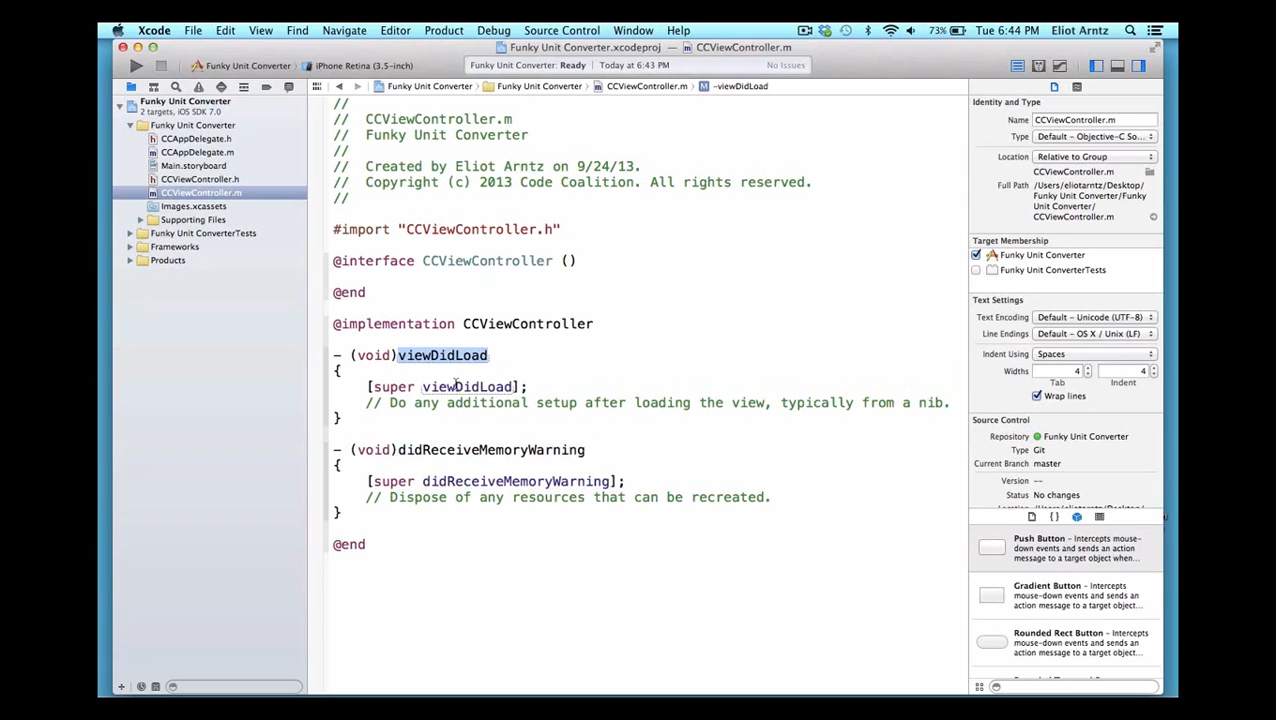 Xcode File Edit View Find Navigate Editor Product Debug Source Control Window Help 73% Tue 6:44 PM Eliot Arntz
Funky Unit Converter.xcodeproj — CCViewController.m
Funky Unit Converter iPhone Retina (3.5-inch) Funky Unit Converter: Ready Today at 6:43 PM No Issues
Funky Unit Converter Funky Unit Converter CCViewController.m -viewDidLoad
Funky Unit Converter
2 targets, iOS SDK 7.0
Funky Unit Converter
CCAppDelegate.h
CCAppDelegate.m
Main.storyboard
CCViewController.h
CCViewController.m
Images.xcassets
Supporting Files
Funky Unit ConverterTests
Frameworks
Products
//
// CCViewController.m
// Funky Unit Converter
//
// Created by Eliot Arntz on 9/24/13.
// Copyright (c) 2013 Code Coalition. All rights reserved.
//
#import "CCViewController.h"
@interface CCViewController ()
@end
@implementation CCViewController
- (void)viewDidLoad
{
[super viewDidLoad];
// Do any additional setup after loading the view, typically from a nib.
}
- (void)didReceiveMemoryWarning
{
[super didReceiveMemoryWarning];
// Dispose of any resources that can be recreated.
}
@end
Identity and Type
Name CCViewController.m
Type Default - Objective-C So...
Location Relative to Group
CCViewController.m
Full Path /Users/eliotarntz/Desktop/
Funky Unit Converter/Funky
Unit Converter/
CCViewController.m
Target Membership
Funky Unit Converter
Funky Unit ConverterTests
Text Settings
Text Encoding Default - Unicode (UTF-8)
Line Endings Default - OS X / Unix (LF)
Indent Using Spaces
Widths 4 4
Tab Indent
Wrap lines
Source Control
Repository Funky Unit Converter
Type Git
Current Branch master
Version --
Status No changes
Push Button - Intercepts mouse-
down events and sends an action
message to a target object when...
Gradient Button - Intercepts
mouse-down events and sends an
action message to a target object...
Rounded Rect Button - Intercepts
mouse-down events and sends an
action message to a target object...